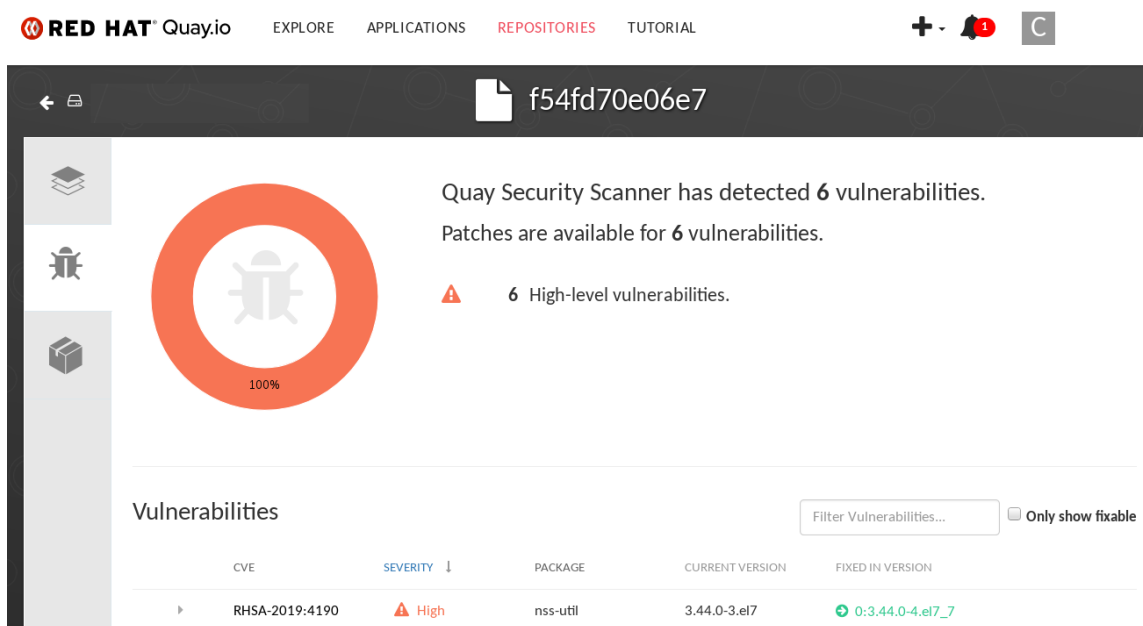 RED HAT® Quay.io EXPLORE APPLICATIONS REPOSITORIES TUTORIAL 1 C
f54fd70e06e7
Quay Security Scanner has detected 6 vulnerabilities.
Patches are available for 6 vulnerabilities.
6 High-level vulnerabilities.
100%
Vulnerabilities Filter Vulnerabilities... Only show fixable
CVE SEVERITY PACKAGE CURRENT VERSION FIXED IN VERSION
RHSA-2019:4190 High nss-util 3.44.0-3.el7 0:3.44.0-4.el7_7